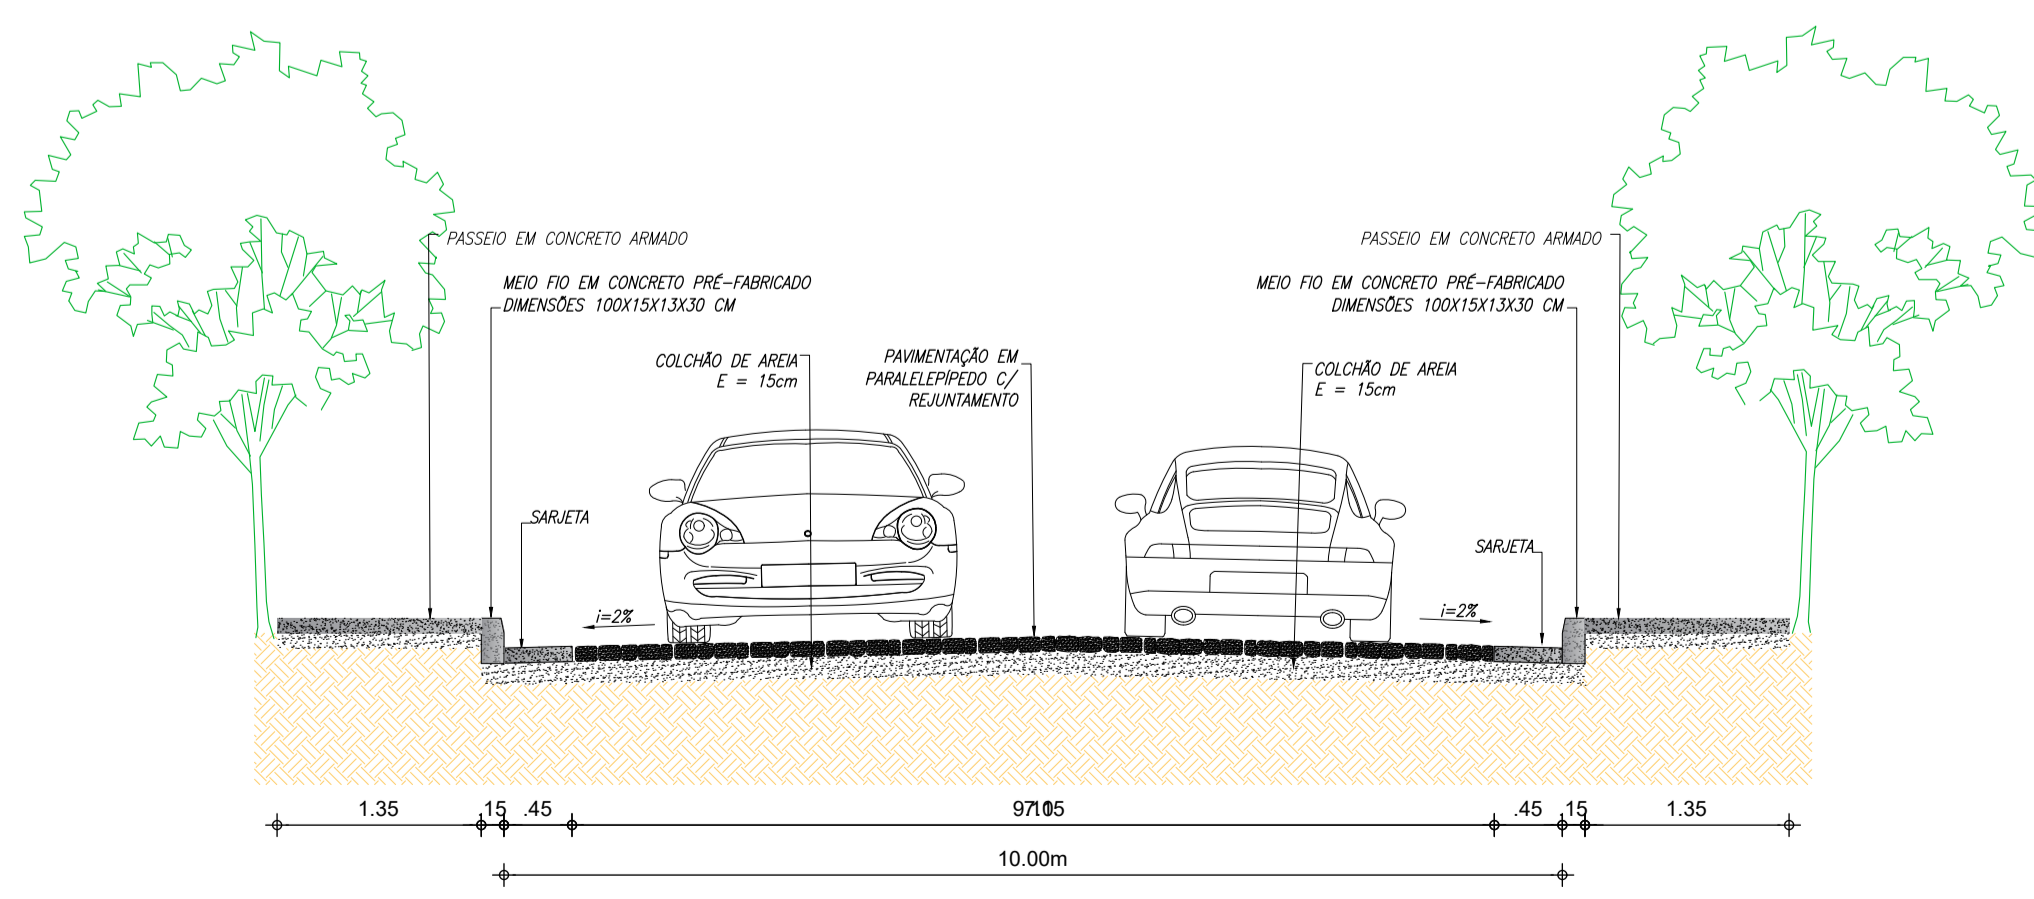 PASSEIO EM CONCRETO ARMADO
PASSEIO EM CONCRETO ARMADO
MEIO FIO EM CONCRETO PRÉ-FABRICADO
DIMENSÕES 100X15X13X30 CM
MEIO FIO EM CONCRETO PRÉ-FABRICADO
DIMENSÕES 100X15X13X30 CM
COLCHÃO DE AREIA
E = 15cm
PAVIMENTAÇÃO EM
PARALELEPÍPEDO C/
REJUNTAMENTO
COLCHÃO DE AREIA
E = 15cm
SARJETA
SARJETA
i=2%
i=2%
1.35 .15 .45 .45 .15 1.35
10.00m